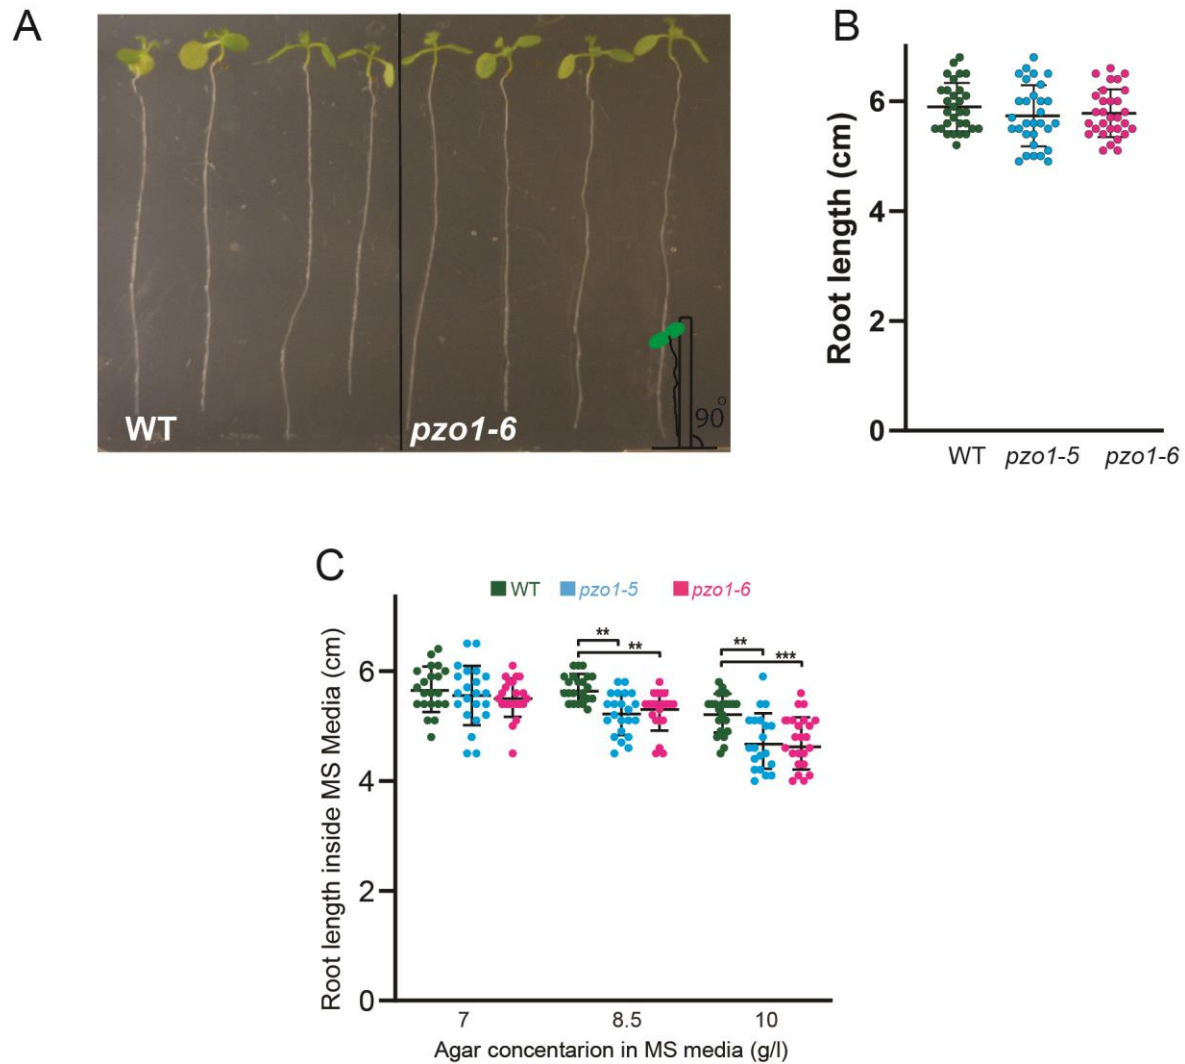 A
WT
pzo1-6
90°
B
Root length (cm)
6
4
2
0
WT pzo1-5 pzo1-6
C
WT pzo1-5 pzo1-6
Root length inside MS Media (cm)
6
4
2
0
** ** ** ***
7 8.5 10
Agar concentarion in MS media (g/l)